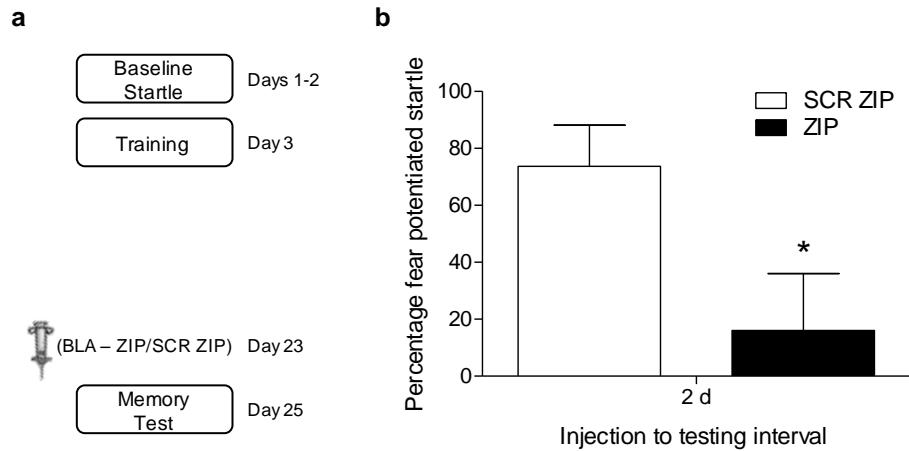 a
Baseline
Startle
Days 1-2
Training
Day 3
(BLA – ZIP/SCR ZIP)
Day 23
Memory
Test
Day 25
b
Percentage fear potentiated startle
100
80
60
40
20
0
SCR ZIP
ZIP
*
2 d
Injection to testing interval